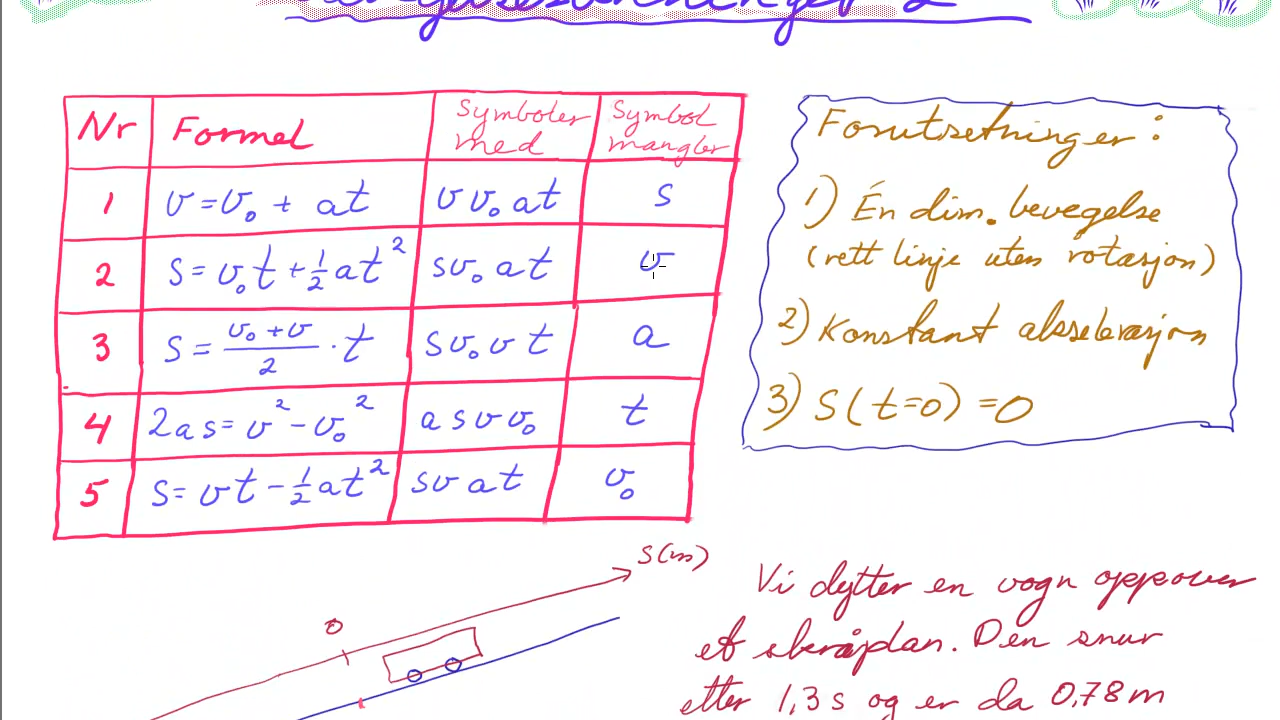 Nr Formel Symboler med Symbol mangler
1 v = v₀ + at v v₀ a t s
2 s = v₀t + ½at² s v₀ a t v
3 s = (v₀ + v)/2 · t s v₀ v t a
4 2as = v² - v₀² a s v v₀ t
5 s = vt - ½at² s v a t v₀
Forutsetninger:
1) Én dim. bevegelse
(rett linje uten rotasjon)
2) Konstant akselerasjon
3) s(t=0) = 0
s(m)
0
Vi dytter en vogn oppover
et skråplan. Den snur
etter 1,3 s og er da 0,78 m